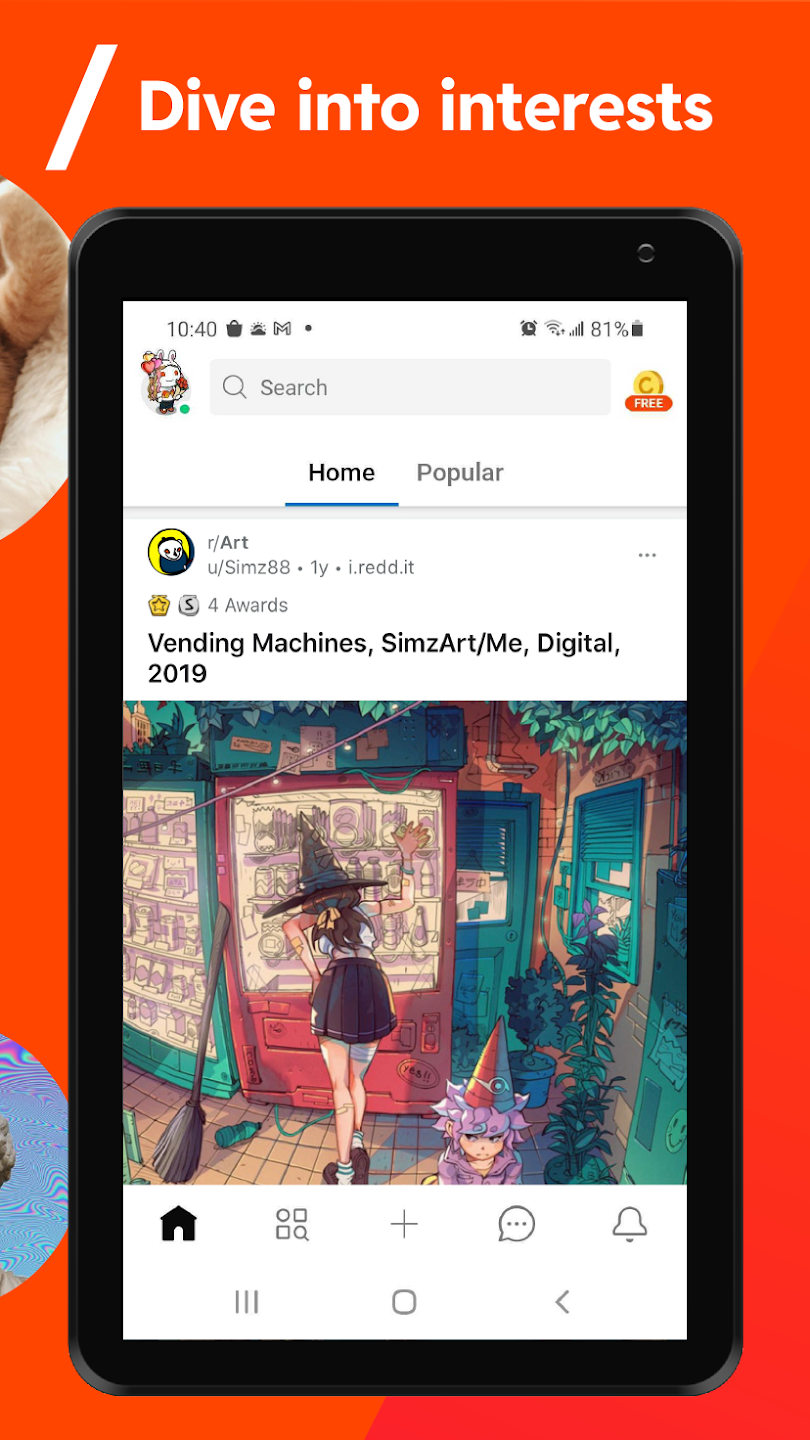 Dive into interests
10:40
81%
Search
C
FREE
Home
Popular
r/Art
u/Simz88 • 1y • i.redd.it
S
4 Awards
Vending Machines, SimzArt/Me, Digital,
2019
yes!!